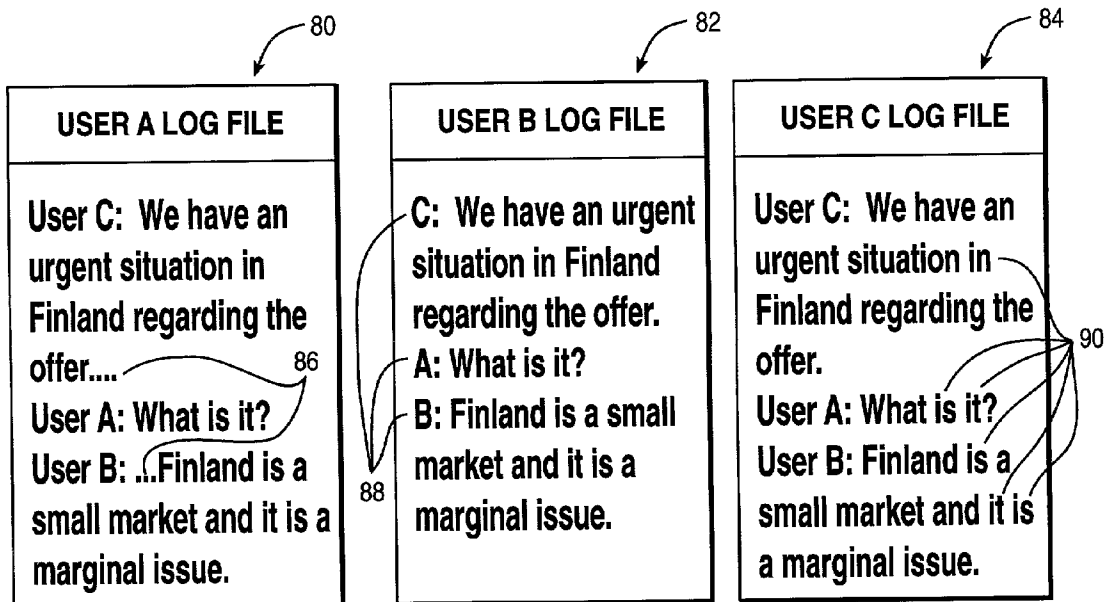 80
USER A LOG FILE
User C: We have an
urgent situation in
Finland regarding the
offer....
86
User A: What is it?
User B: ...Finland is a
small market and it is a
marginal issue.
82
USER B LOG FILE
C: We have an urgent
situation in Finland
regarding the offer.
A: What is it?
B: Finland is a small
market and it is a
marginal issue.
88
84
USER C LOG FILE
User C: We have an
urgent situation in
Finland regarding the
offer.
User A: What is it?
User B: Finland is a
small market and it is
a marginal issue.
90